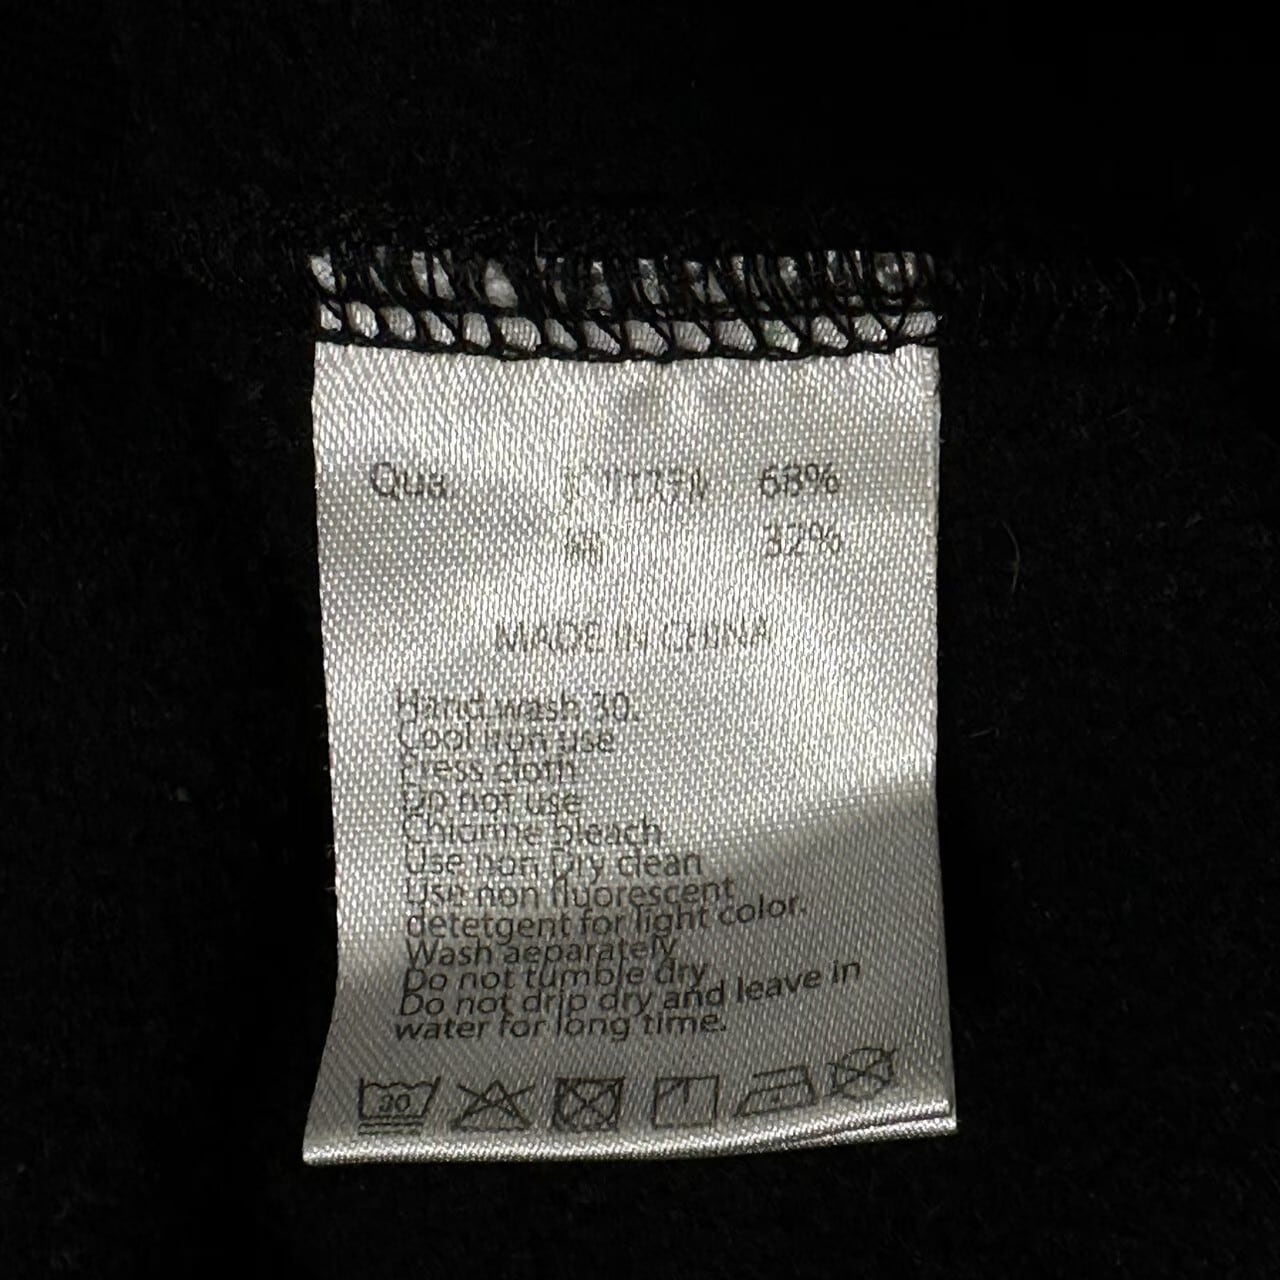 Qua. 68%
32%
MADE IN CHINA
Hand wash 30.
Cool iron use
Press cloth
Do not use
Chlorine bleach
Use non Dry clean
Use non fluorescent
detetgent for light color.
Wash aeparately
Do not tumble dry
Do not drip dry and leave in
water for long time.
30